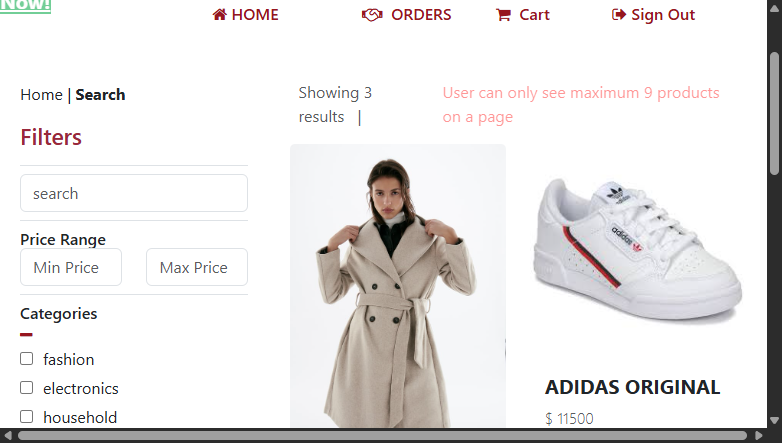 Now!
HOME ORDERS Cart Sign Out
Home | Search
Showing 3 results |
User can only see maximum 9 products on a page
Filters
search
Price Range
Min Price Max Price
Categories
fashion
electronics
household
adidas
ADIDAS ORIGINAL
$ 11500